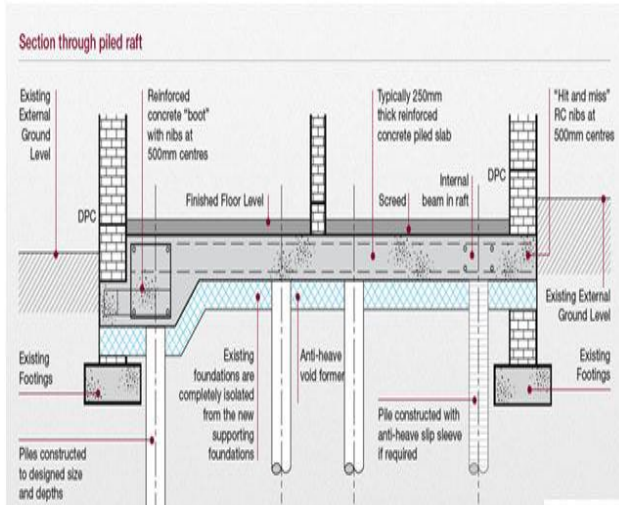 Section through piled raft
Existing
External
Ground
Level
Reinforced
concrete "boot"
with nibs at
500mm centres
Typically 250mm
thick reinforced
concrete piled slab
"Hit and miss"
RC nibs at
500mm centres
DPC
Finished Floor Level
Screed
Internal
beam in raft
DPC
Existing External
Ground Level
Existing
Footings
Existing
foundations are
completely isolated
from the new
supporting
foundations
Anti-heave
void former
Pile constructed with
anti-heave slip sleeve
if required
Existing
Footings
Piles constructed
to designed size
and depths